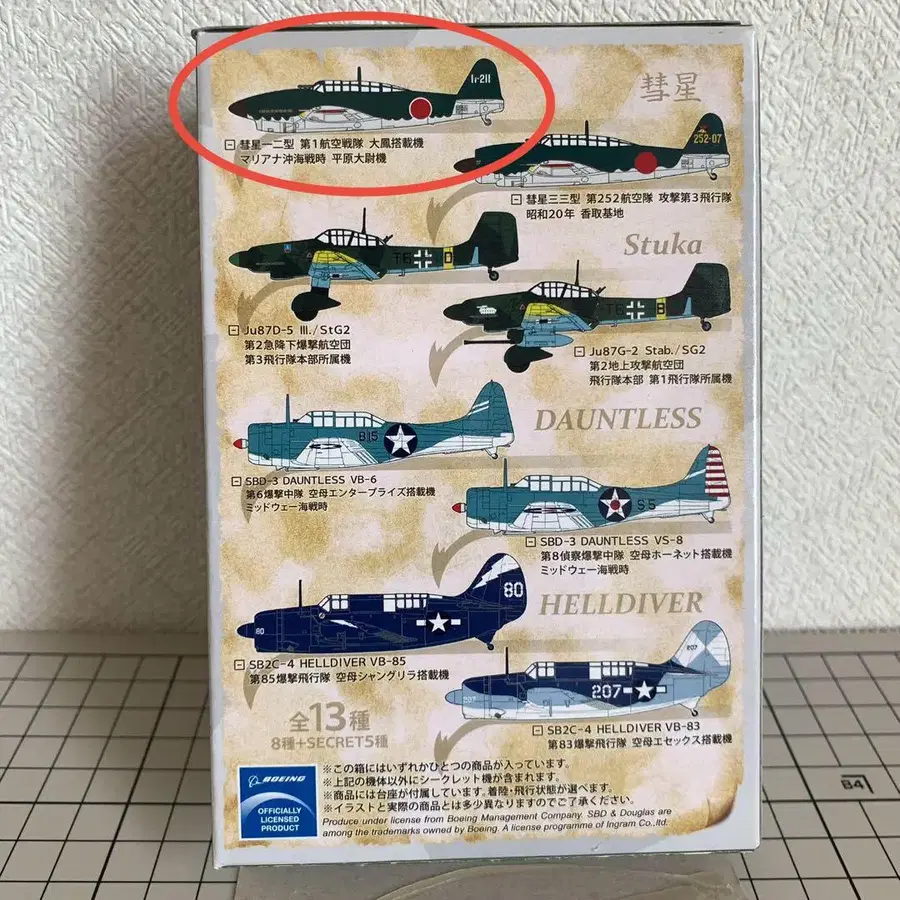 彗星
11-211
彗星一二型 第1航空戦隊 大鳳搭載機
マリアナ沖海戦時 平原大尉機
252-07
彗星三三型 第252航空隊 攻撃第3飛行隊
昭和20年 香取基地
Stuka
T6 D
Ju87D-5 III./StG2
第2急降下爆撃航空団
第3飛行隊本部所属機
B
Ju87G-2 Stab./SG2
第2地上攻撃航空団
飛行隊本部 第1飛行隊所属機
DAUNTLESS
B15
SBD-3 DAUNTLESS VB-6
第6爆撃中隊 空母エンタープライズ搭載機
ミッドウェー海戦時
S5
SBD-3 DAUNTLESS VS-8
第8偵察爆撃中隊 空母ホーネット搭載機
ミッドウェー海戦時
HELLDIVER
80
80
SB2C-4 HELLDIVER VB-85
第85爆撃飛行隊 空母シャングリラ搭載機
207
207
207
SB2C-4 HELLDIVER VB-83
第83爆撃飛行隊 空母エセックス搭載機
全13種
8種+SECRET5種
BOEING
OFFICIALLY
LICENSED
PRODUCT
※この箱にはいずれかひとつの商品が入っています。
※上記の機体以外にシークレット機が含まれます。
※商品には台座が付属しています。着陸・飛行状態が選べます。
※イラストと実際の商品とは多少異なりますのでご了承ください。
Produce under license from Boeing Management Company. SBD & Douglas are
among the trademarks owned by Boeing. A license programme of Ingram Co.,ltd.
B4